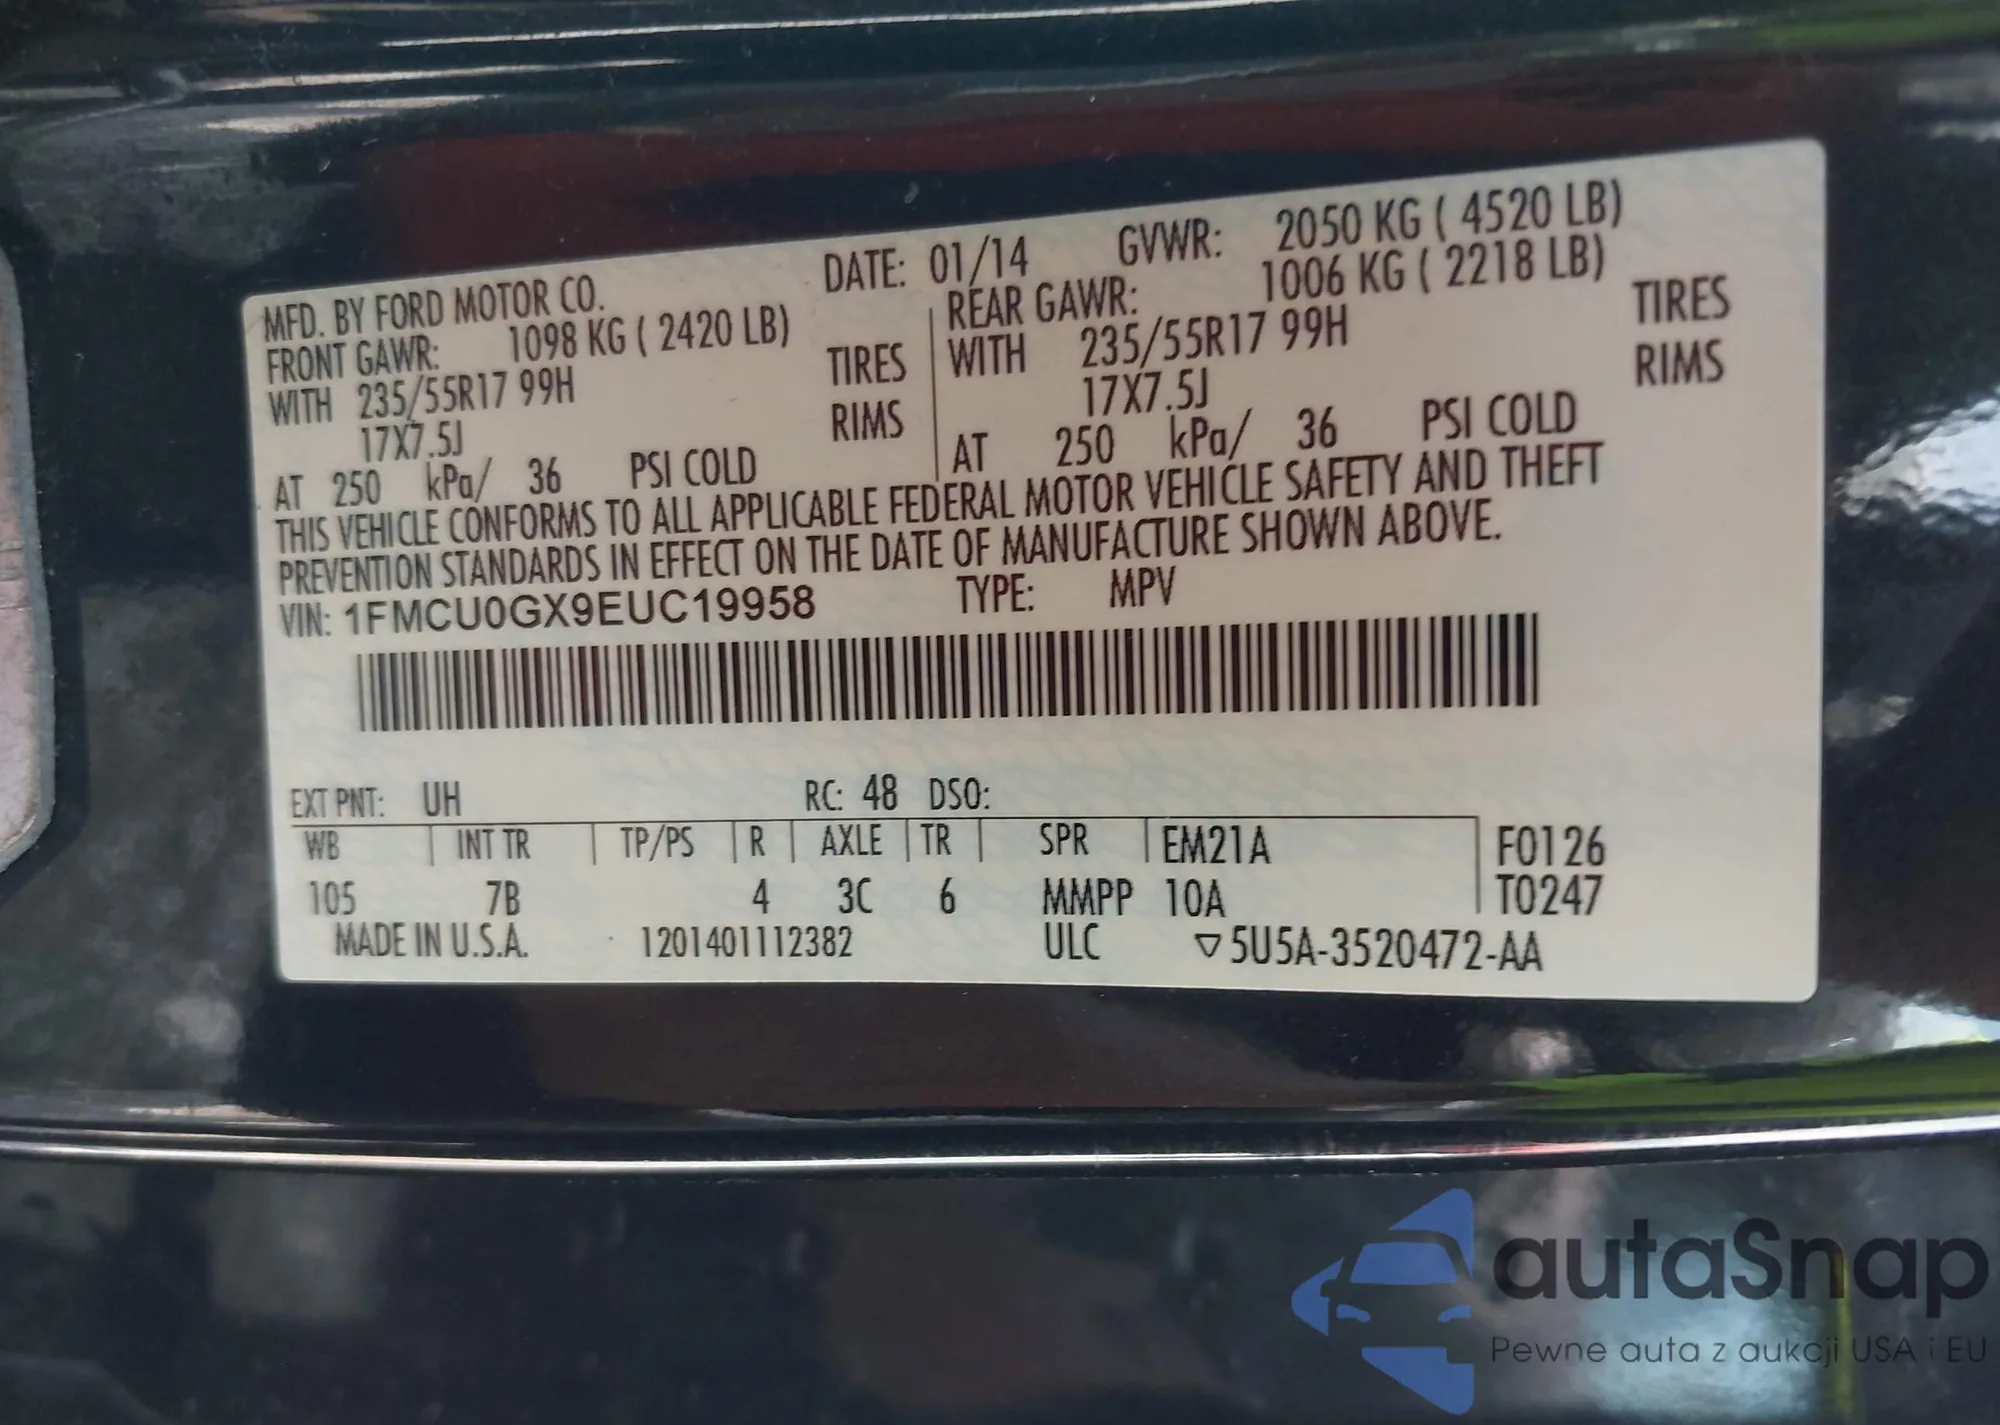 MFD. BY FORD MOTOR CO. DATE: 01/14 GVWR: 2050 KG ( 4520 LB)
FRONT GAWR: 1098 KG ( 2420 LB) REAR GAWR: 1006 KG ( 2218 LB)
WITH 235/55R17 99H TIRES WITH 235/55R17 99H TIRES
17X7.5J RIMS 17X7.5J RIMS
AT 250 kPa/ 36 PSI COLD AT 250 kPa/ 36 PSI COLD
THIS VEHICLE CONFORMS TO ALL APPLICABLE FEDERAL MOTOR VEHICLE SAFETY AND THEFT
PREVENTION STANDARDS IN EFFECT ON THE DATE OF MANUFACTURE SHOWN ABOVE.
VIN: 1FMCU0GX9EUC19958 TYPE: MPV
EXT PNT: UH RC: 48 DSO:
WB INT TR TP/PS R AXLE TR SPR EM21A F0126
105 7B 4 3C 6 MMPP 10A T0247
MADE IN U.S.A. 1201401112382 ULC ▽5U5A-3520472-AA
autaSnap
Pewne auta z aukcji USA i EU